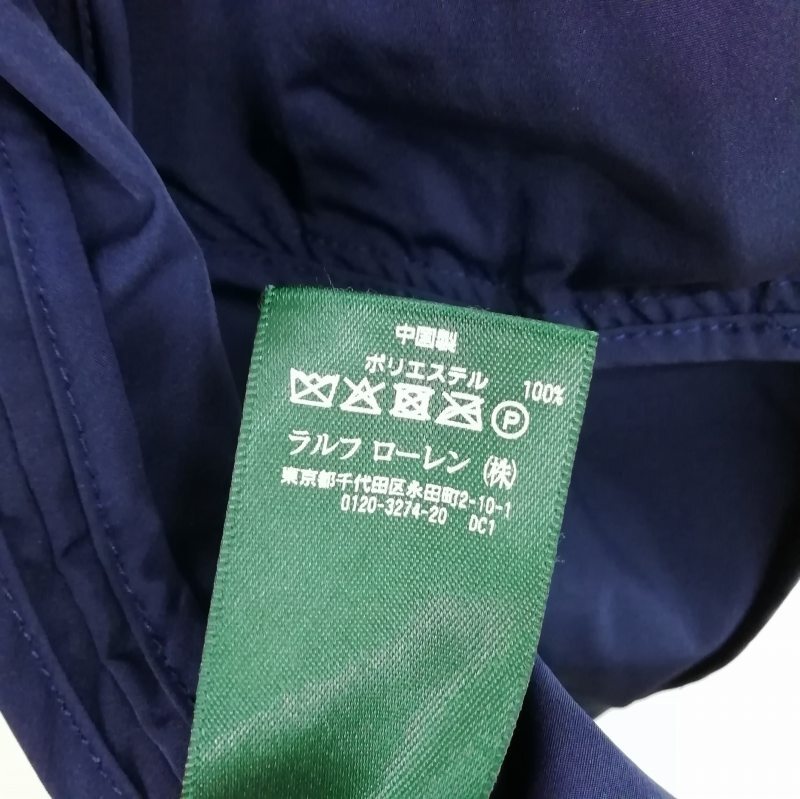 中国製
ポリエステル 100%
P
ラルフ ローレン (株)
東京都千代田区永田町2-10-1
0120-3274-20 DC1